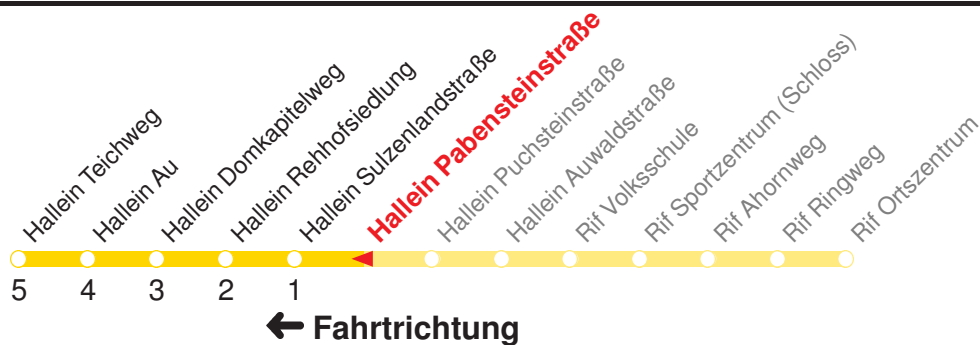 Hallein Teichweg
Hallein Au
Hallein Domkapitelweg
Hallein Rehhofsiedlung
Hallein Sulzenlandstraße
Hallein Pabensteinstraße
Hallein Puchsteinstraße
Hallein Auwaldstraße
Rif Volksschule
Rif Sportzentrum (Schloss)
Rif Ahornweg
Rif Ringweg
Rif Ortszentrum
5 4 3 2 1
Fahrtrichtung